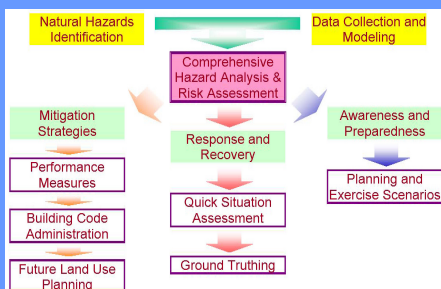 Natural Hazards
Identification
Data Collection and
Modeling
Comprehensive
Hazard Analysis &
Risk Assessment
Mitigation
Strategies
Response and
Recovery
Awareness and
Preparedness
Performance
Measures
Quick Situation
Assessment
Planning and
Exercise Scenarios
Building Code
Administration
Ground Truthing
Future Land Use
Planning